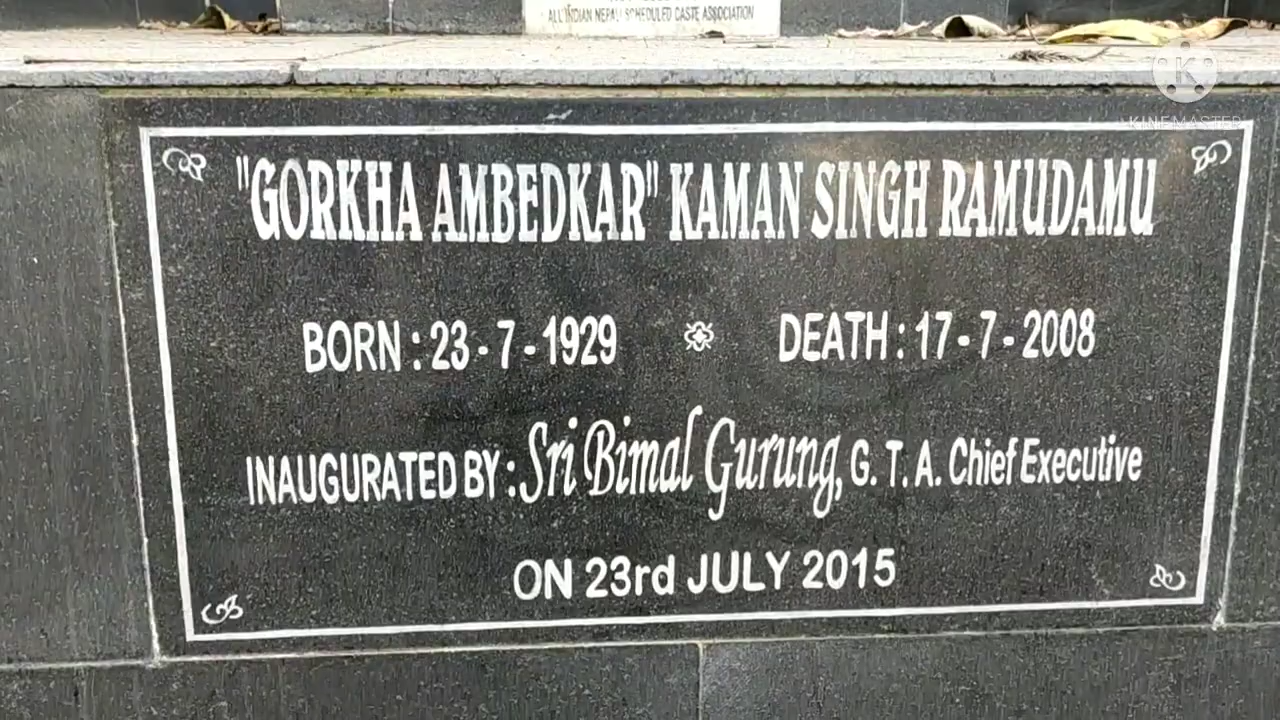 ALL INDIAN NEPALI SCHEDULED CASTE ASSOCIATION
K
KINEMASTER
"GORKHA AMBEDKAR" KAMAN SINGH RAMUDAMU
BORN : 23 - 7 - 1929 DEATH : 17 - 7 - 2008
INAUGURATED BY : Sri Bimal Gurung, G. T. A. Chief Executive
ON 23rd JULY 2015